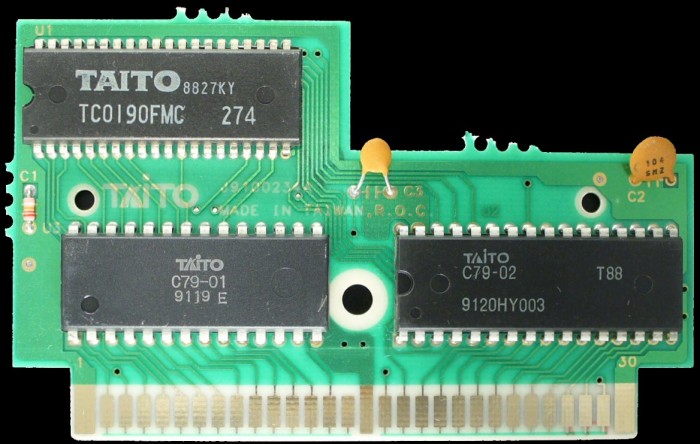 U1
TAITO 8827KY
TC0190FMC 274
C1
TAITO
C3
MADE IN TAIWAN, R.O.C.
104
C2
TAITO
C79-01
9119 E
TAITO
C79-02 T88
9120HY003
1
30